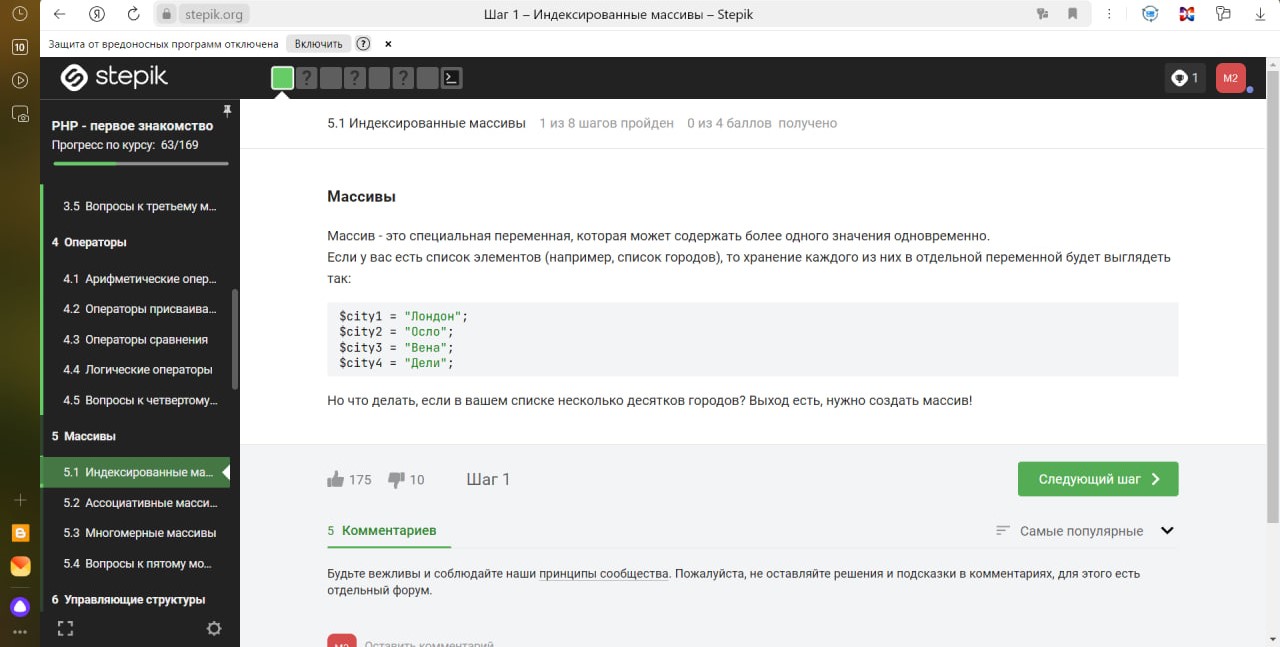 stepik.org
Шаг 1 – Индексированные массивы – Stepik
10
Защита от вредоносных программ отключена
Включить
?
stepik
? ? ?
1
M2
PHP - первое знакомство
Прогресс по курсу: 63/169
3.5 Вопросы к третьему м...
4 Операторы
4.1 Арифметические опер...
4.2 Операторы присваива...
4.3 Операторы сравнения
4.4 Логические операторы
4.5 Вопросы к четвертому...
5 Массивы
5.1 Индексированные ма...
5.2 Ассоциативные масси...
5.3 Многомерные массивы
5.4 Вопросы к пятому мо...
6 Управляющие структуры
5.1 Индексированные массивы 1 из 8 шагов пройден 0 из 4 баллов получено
Массивы
Массив - это специальная переменная, которая может содержать более одного значения одновременно.
Если у вас есть список элементов (например, список городов), то хранение каждого из них в отдельной переменной будет выглядеть
так:
$city1 = "Лондон";
$city2 = "Осло";
$city3 = "Вена";
$city4 = "Дели";
Но что делать, если в вашем списке несколько десятков городов? Выход есть, нужно создать массив!
175 10 Шаг 1
Следующий шаг
5 Комментариев
Самые популярные
Будьте вежливы и соблюдайте наши принципы сообщества. Пожалуйста, не оставляйте решения и подсказки в комментариях, для этого есть
отдельный форум.
M2
Оставить комментарий